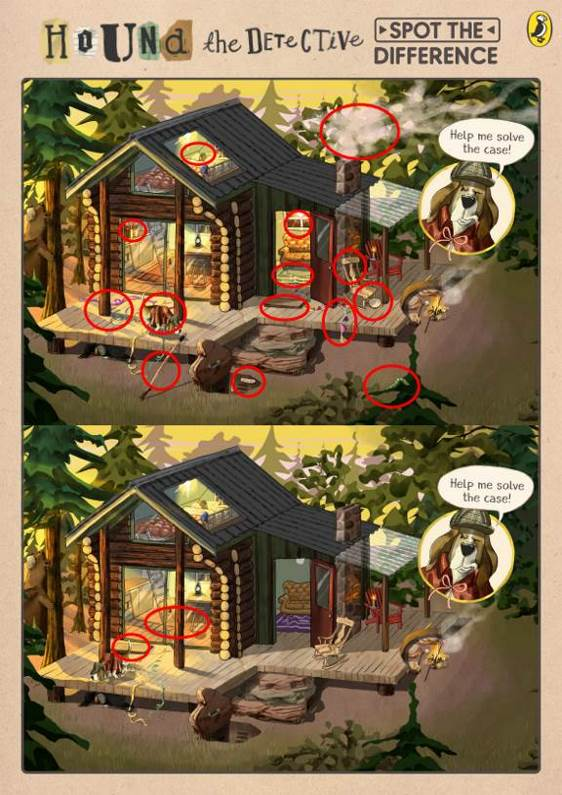 HOUNd the DETeCTiVe
SPOT THE
DIFFERENCE
Help me solve
the case!
Help me solve
the case!